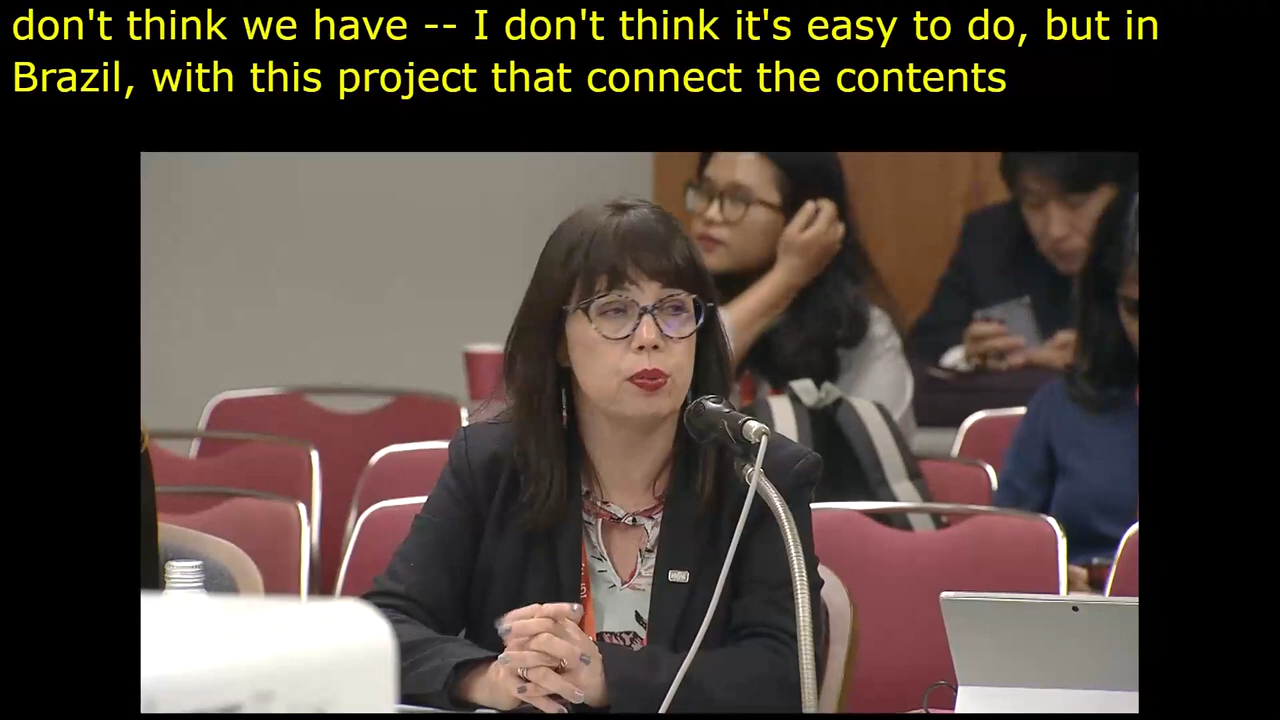 don't think we have -- I don't think it's easy to do, but in
Brazil, with this project that connect the contents